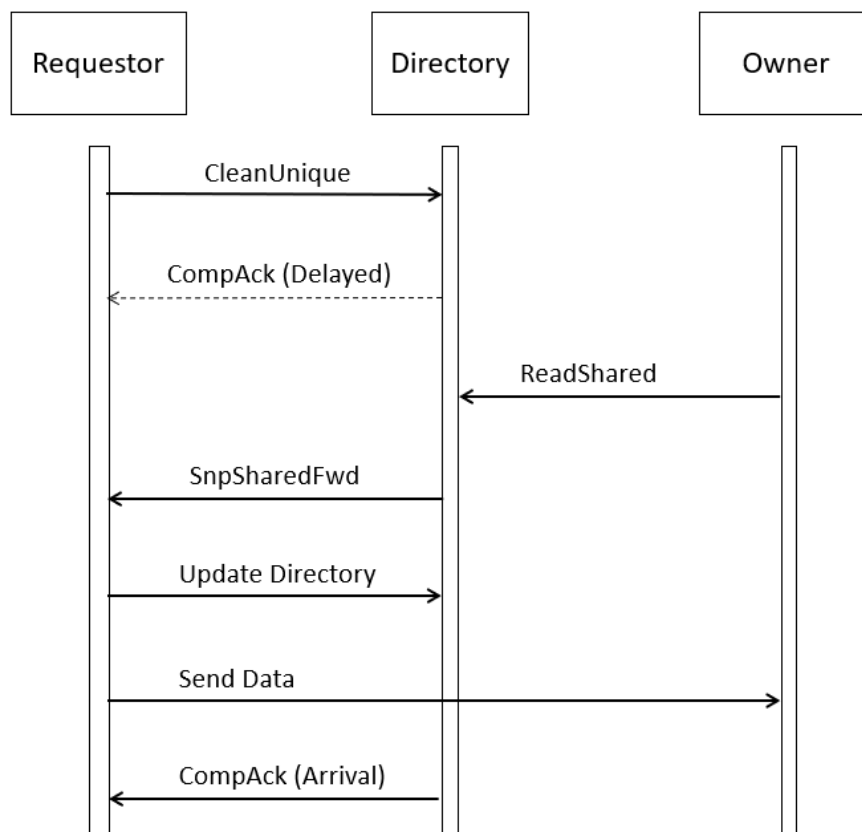 Requestor
Directory
Owner
CleanUnique
CompAck (Delayed)
ReadShared
SnpSharedFwd
Update Directory
Send Data
CompAck (Arrival)